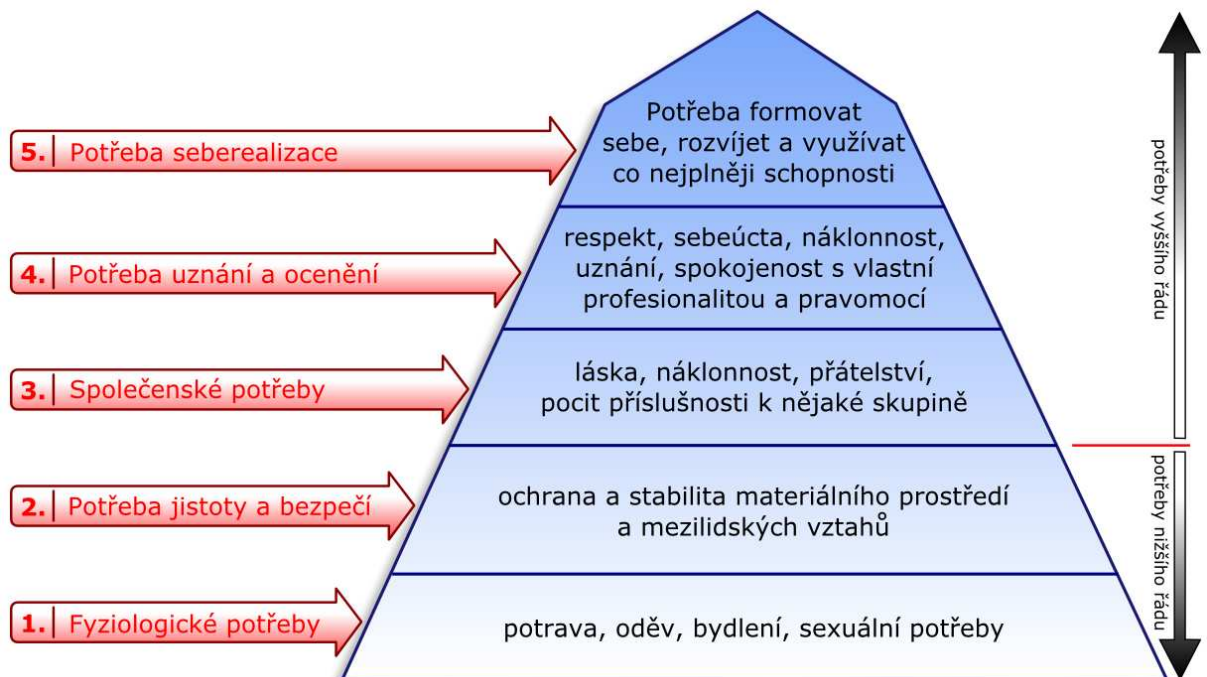 5. Potřeba seberealizace
Potřeba formovat
sebe, rozvíjet a využívat
co nejplněji schopnosti
4. Potřeba uznání a ocenění
respekt, sebeúcta, náklonnost,
uznání, spokojenost s vlastní
profesionalitou a pravomocí
3. Společenské potřeby
láska, náklonnost, přátelství,
pocit příslušnosti k nějaké skupině
2. Potřeba jistoty a bezpečí
ochrana a stabilita materiálního prostředí
a mezilidských vztahů
1. Fyziologické potřeby
potrava, oděv, bydlení, sexuální potřeby
potřeby vyššího řádu
potřeby nižšího řádu